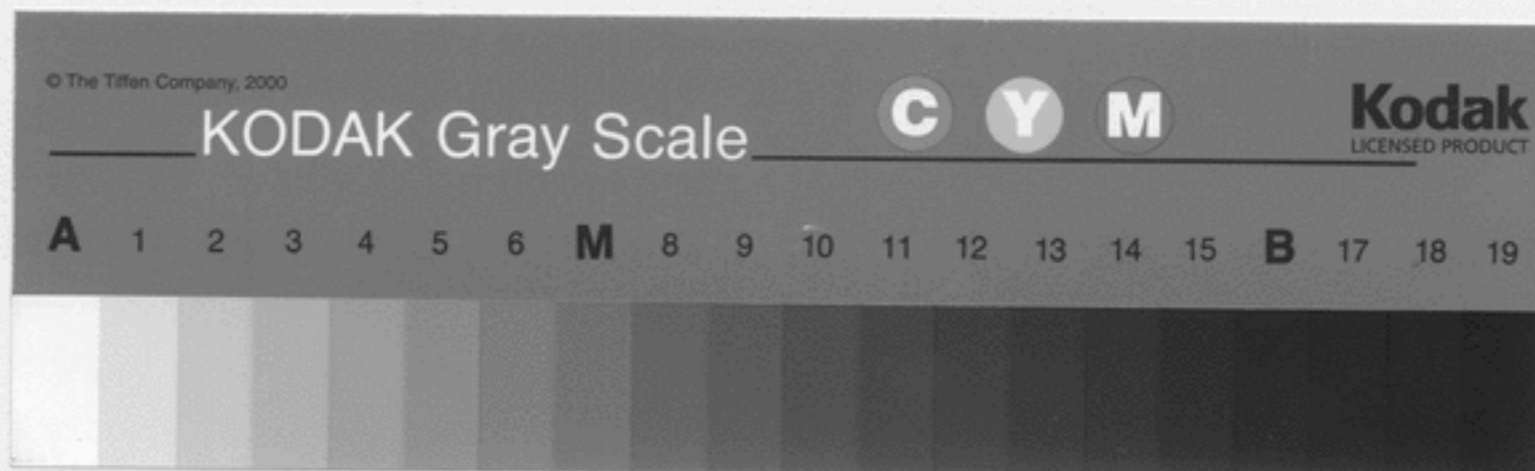 © The Tiffen Company, 2000
KODAK Gray Scale
C Y M
Kodak
LICENSED PRODUCT
A 1 2 3 4 5 6 M 8 9 10 11 12 13 14 15 B 17 18 19